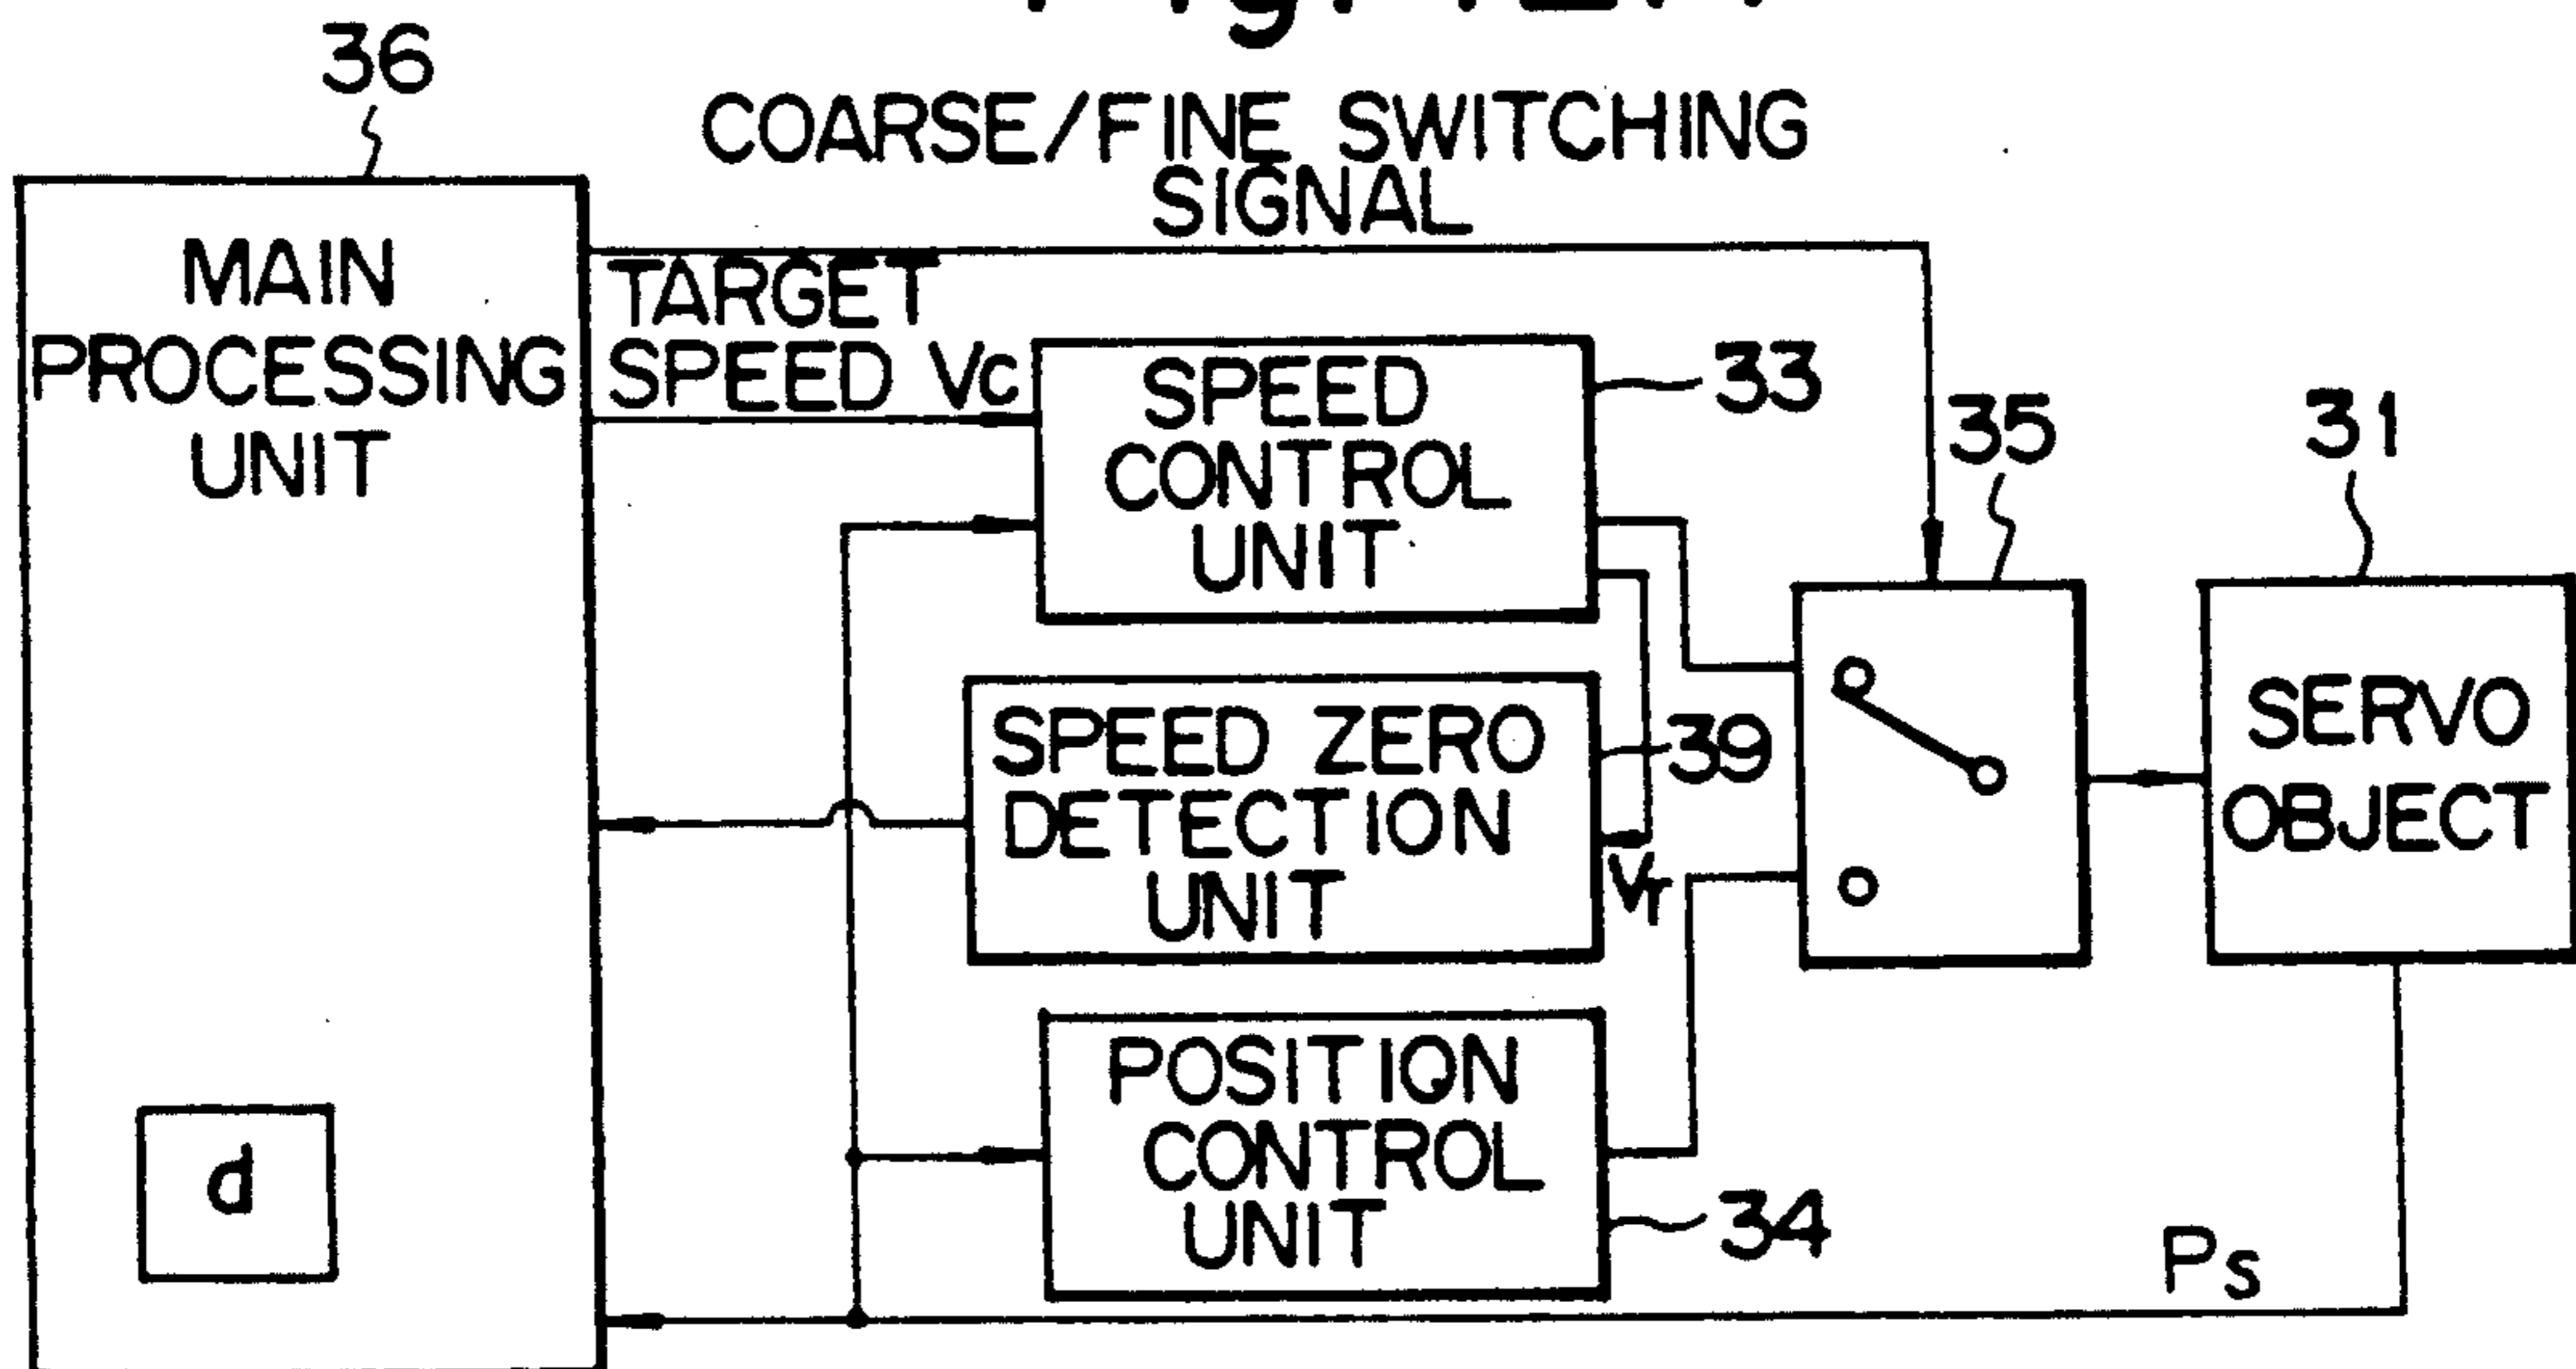 36
COARSE/FINE SWITCHING
SIGNAL
MAIN
PROCESSING
UNIT
TARGET
SPEED Vc
SPEED
CONTROL
UNIT
33
35
31
SPEED ZERO
DETECTION
UNIT
39
Vr
SERVO
OBJECT
POSITION
CONTROL
UNIT
34
d
Ps